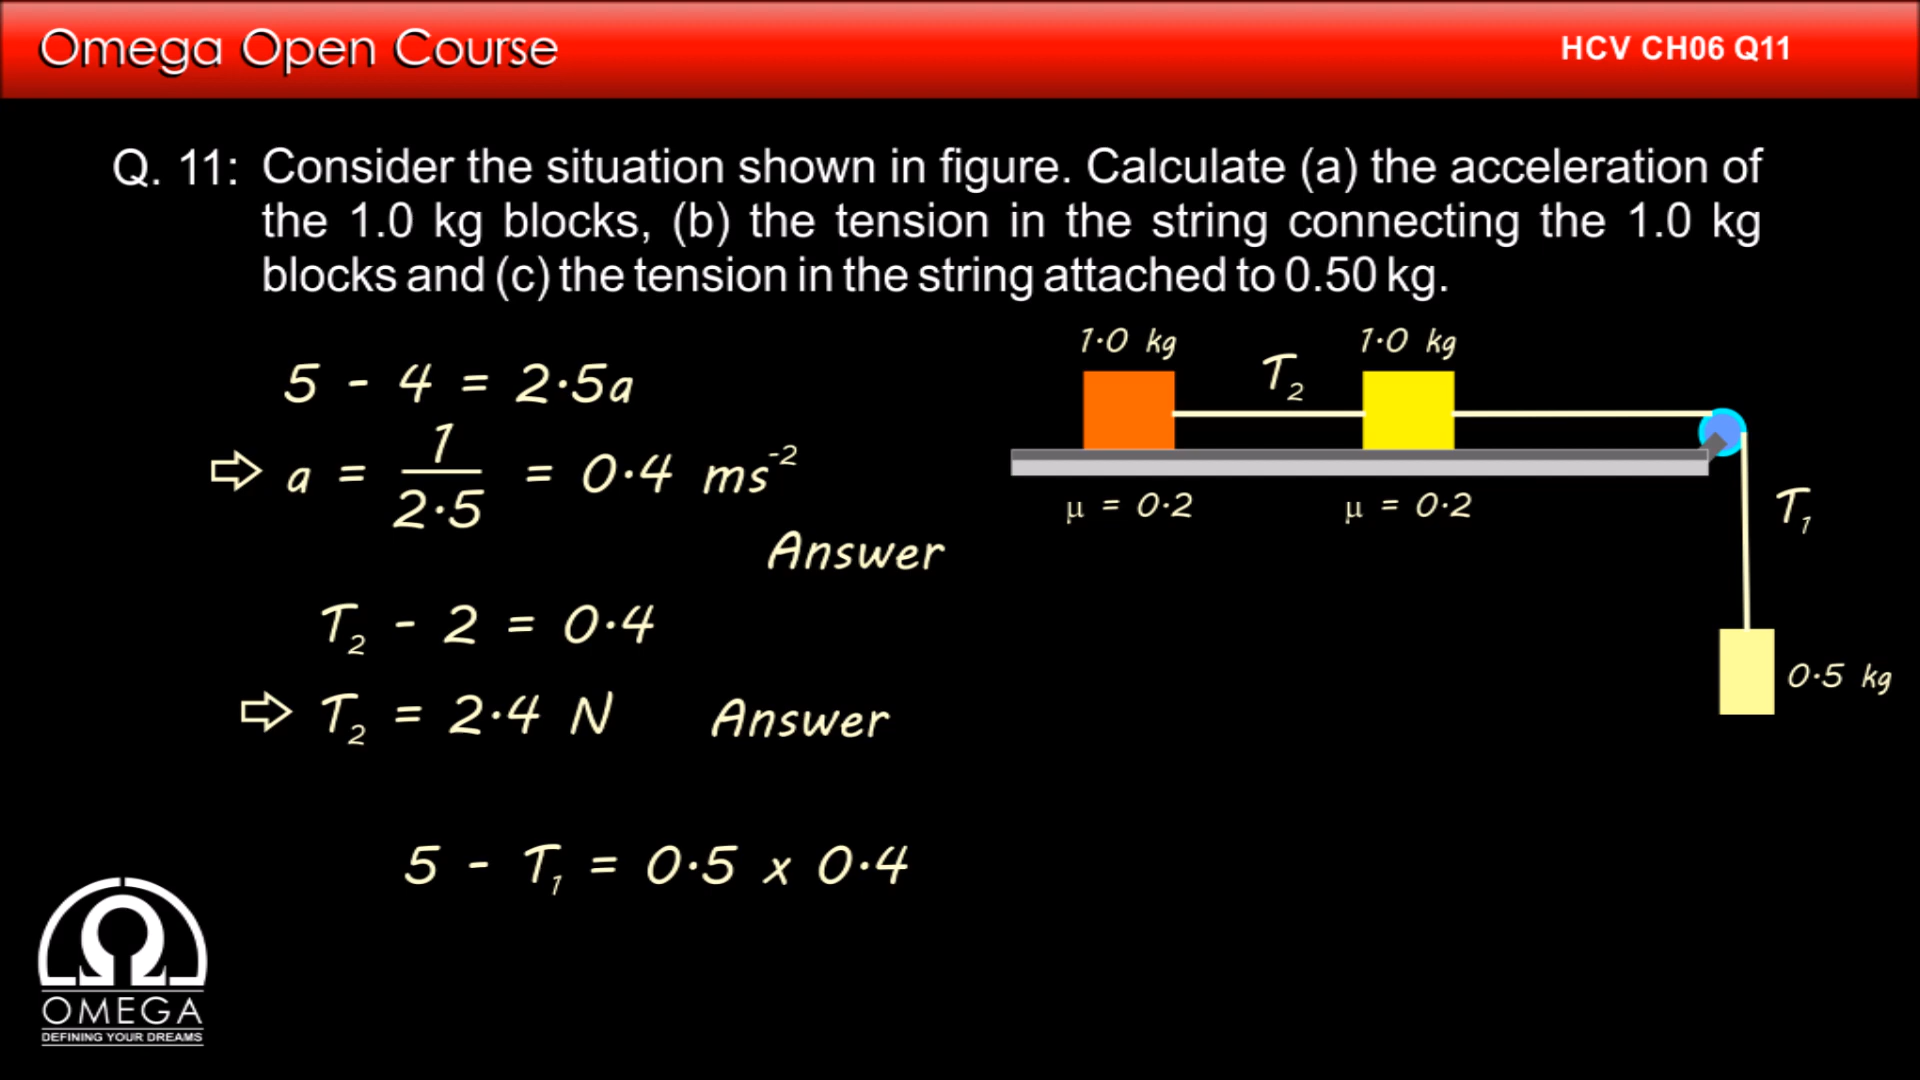 Omega Open Course
HCV CH06 Q11
Q. 11: Consider the situation shown in figure. Calculate (a) the acceleration of
the 1.0 kg blocks, (b) the tension in the string connecting the 1.0 kg
blocks and (c) the tension in the string attached to 0.50 kg.
5 - 4 = 2·5a
⇨ a = 1/2·5 = 0·4 ms⁻²
Answer
T₂ - 2 = 0·4
⇨ T₂ = 2·4 N Answer
5 - T₁ = 0·5 x 0·4
1·0 kg
T₂
1·0 kg
μ = 0·2
μ = 0·2
T₁
0·5 kg
OMEGA
DEFINING YOUR DREAMS